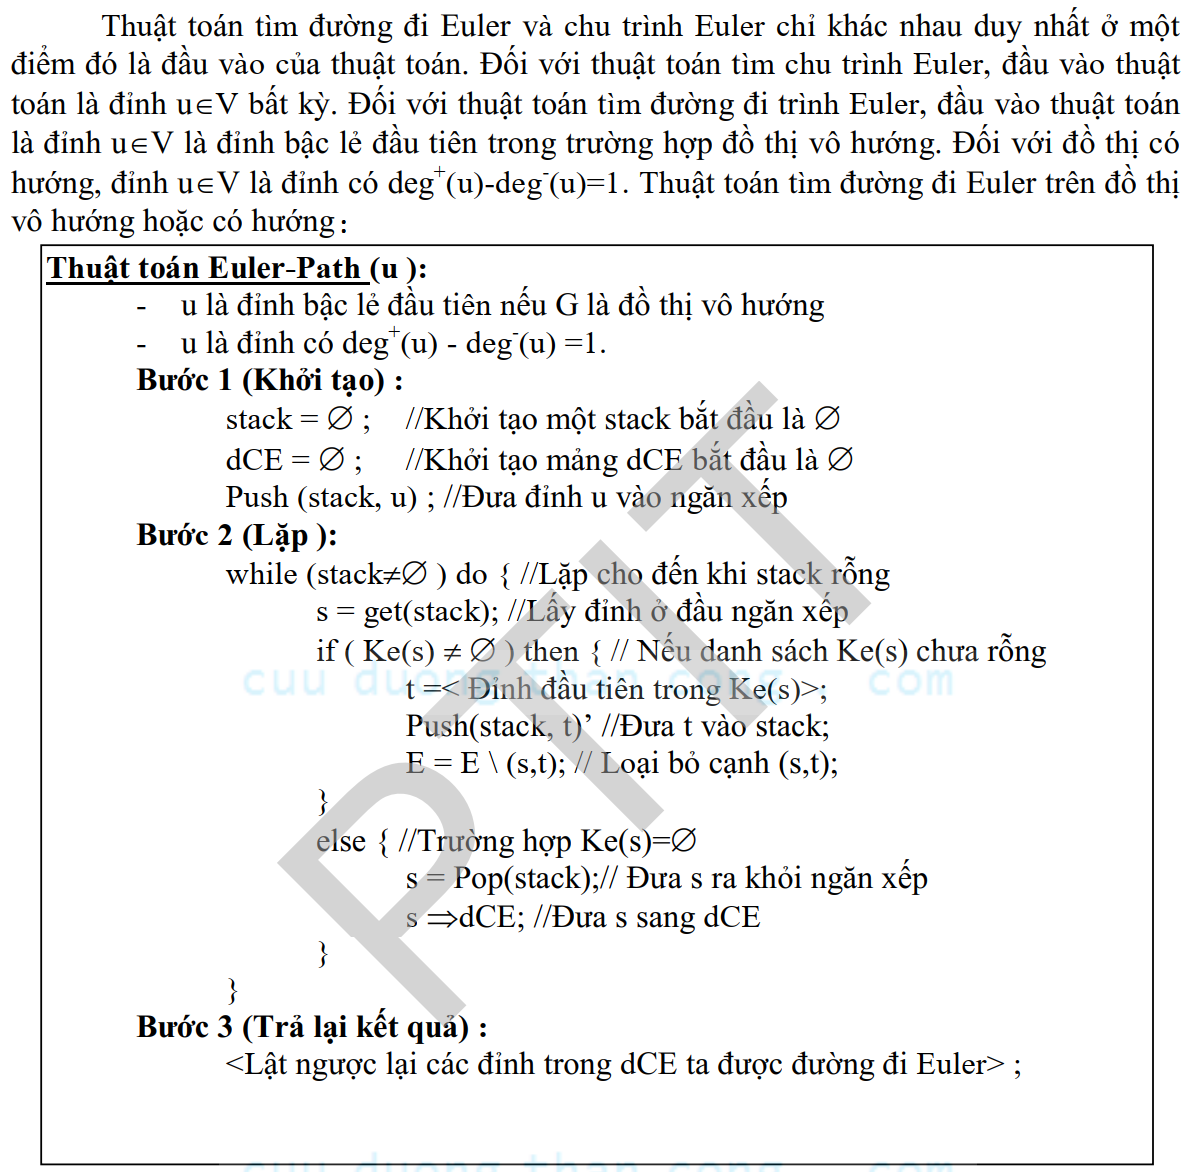 Thuật toán tìm đường đi Euler và chu trình Euler chỉ khác nhau duy nhất ở một
điểm đó là đầu vào của thuật toán. Đối với thuật toán tìm chu trình Euler, đầu vào thuật
toán là đỉnh u∈V bất kỳ. Đối với thuật toán tìm đường đi trình Euler, đầu vào thuật toán
là đỉnh u∈V là đỉnh bậc lẻ đầu tiên trong trường hợp đồ thị vô hướng. Đối với đồ thị có
hướng, đỉnh u∈V là đỉnh có deg⁺(u)-deg⁻(u)=1. Thuật toán tìm đường đi Euler trên đồ thị
vô hướng hoặc có hướng:
Thuật toán Euler-Path (u ):
- u là đỉnh bậc lẻ đầu tiên nếu G là đồ thị vô hướng
- u là đỉnh có deg⁺(u) - deg⁻(u) =1.
Bước 1 (Khởi tạo) :
stack = ∅ ; //Khởi tạo một stack bắt đầu là ∅
dCE = ∅ ; //Khởi tạo mảng dCE bắt đầu là ∅
Push (stack, u) ; //Đưa đỉnh u vào ngăn xếp
Bước 2 (Lặp ):
while (stack≠∅ ) do { //Lặp cho đến khi stack rỗng
s = get(stack); //Lấy đỉnh ở đầu ngăn xếp
if ( Ke(s) ≠ ∅ ) then { // Nếu danh sách Ke(s) chưa rỗng
t =< Đỉnh đầu tiên trong Ke(s)>;
Push(stack, t)’ //Đưa t vào stack;
E = E \ (s,t); // Loại bỏ cạnh (s,t);
}
else { //Trường hợp Ke(s)=∅
s = Pop(stack);// Đưa s ra khỏi ngăn xếp
s ⇒dCE; //Đưa s sang dCE
}
}
Bước 3 (Trả lại kết quả) :
<Lật ngược lại các đỉnh trong dCE ta được đường đi Euler> ;
PTIT
cuu duong than cong . com
cuu duong than cong . com